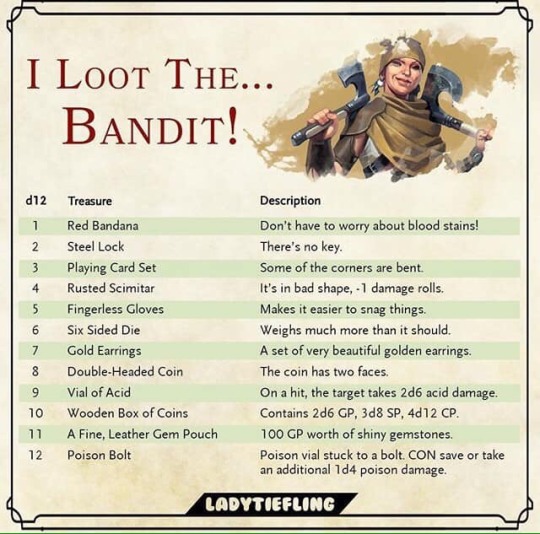 I Loot The...
Bandit!
d12 Treasure Description
1 Red Bandana Don't have to worry about blood stains!
2 Steel Lock There's no key.
3 Playing Card Set Some of the corners are bent.
4 Rusted Scimitar It's in bad shape, -1 damage rolls.
5 Fingerless Gloves Makes it easier to snag things.
6 Six Sided Die Weighs much more than it should.
7 Gold Earrings A set of very beautiful golden earrings.
8 Double-Headed Coin The coin has two faces.
9 Vial of Acid On a hit, the target takes 2d6 acid damage.
10 Wooden Box of Coins Contains 2d6 GP, 3d8 SP, 4d12 CP.
11 A Fine, Leather Gem Pouch 100 GP worth of shiny gemstones.
12 Poison Bolt Poison vial stuck to a bolt. CON save or take
an additional 1d4 poison damage.
LADYTIEFLING